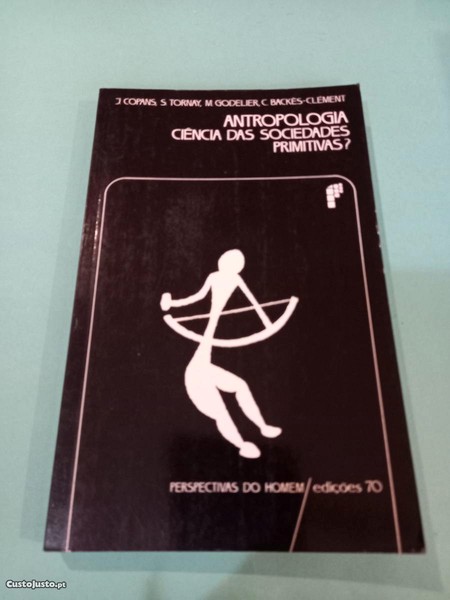 J. COPANS, S. TORNAY, M. GODELIER, C. BACKÈS-CLÉMENT
ANTROPOLOGIA
CIÊNCIA DAS SOCIEDADES
PRIMITIVAS?
PERSPECTIVAS DO HOMEM/edições 70
Custojusto.pt